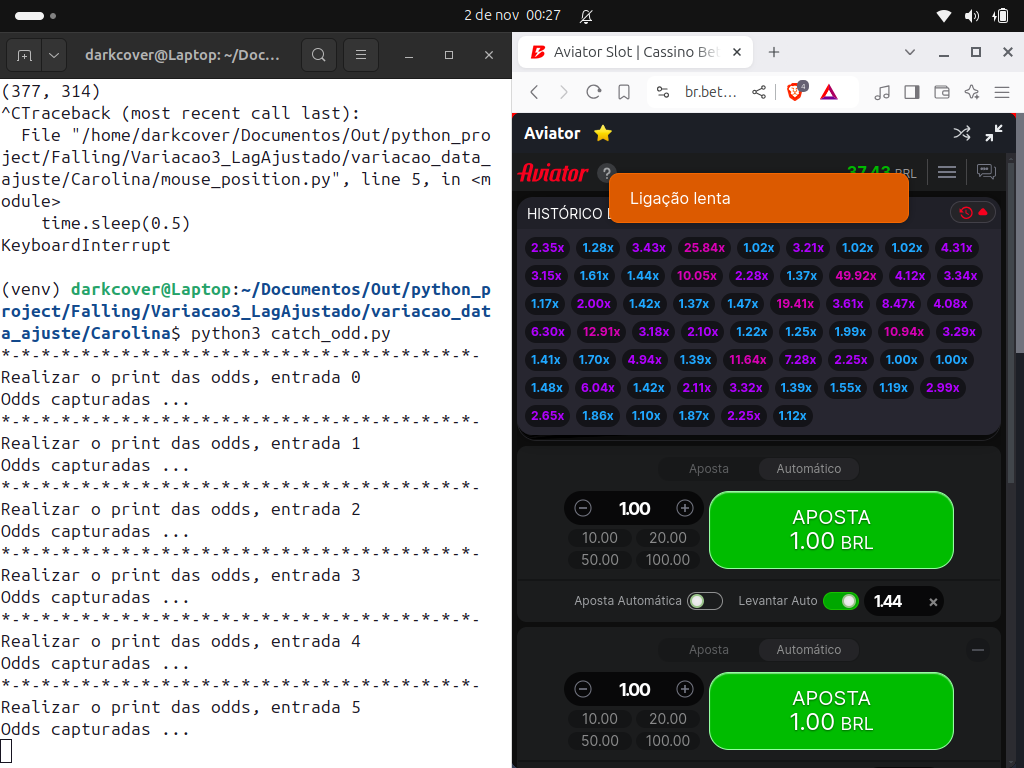 2 de nov 00:27
darkcover@Laptop: ~/Doc...
(377, 314)
^CTraceback (most recent call last):
File "/home/darkcover/Documentos/Out/python_pro
ject/Falling/Variacao3_LagAjustado/variacao_data_
ajuste/Carolina/mouse_position.py", line 5, in <m
odule>
time.sleep(0.5)
KeyboardInterrupt
(venv) darkcover@Laptop:~/Documentos/Out/python_p
roject/Falling/Variacao3_LagAjustado/variacao_dat
a_ajuste/Carolina$ python3 catch_odd.py
*-*-*-*-*-*-*-*-*-*-*-*-*-*-*-*-*-*-*-*-*-*-*-
Realizar o print das odds, entrada 0
Odds capturadas ...
*-*-*-*-*-*-*-*-*-*-*-*-*-*-*-*-*-*-*-*-*-*-*-
Realizar o print das odds, entrada 1
Odds capturadas ...
*-*-*-*-*-*-*-*-*-*-*-*-*-*-*-*-*-*-*-*-*-*-*-
Realizar o print das odds, entrada 2
Odds capturadas ...
*-*-*-*-*-*-*-*-*-*-*-*-*-*-*-*-*-*-*-*-*-*-*-
Realizar o print das odds, entrada 3
Odds capturadas ...
*-*-*-*-*-*-*-*-*-*-*-*-*-*-*-*-*-*-*-*-*-*-*-
Realizar o print das odds, entrada 4
Odds capturadas ...
*-*-*-*-*-*-*-*-*-*-*-*-*-*-*-*-*-*-*-*-*-*-*-
Realizar o print das odds, entrada 5
Odds capturadas ...
Aviator Slot | Cassino Bet
br.bet...
4
Aviator
Aviator ? 37.43 BRL
Ligação lenta
HISTÓRICO
2.35x 1.28x 3.43x 25.84x 1.02x 3.21x 1.02x 1.02x 4.31x
3.15x 1.61x 1.44x 10.05x 2.28x 1.37x 49.92x 4.12x 3.34x
1.17x 2.00x 1.42x 1.37x 1.47x 19.41x 3.61x 8.47x 4.08x
6.30x 12.91x 3.18x 2.10x 1.22x 1.25x 1.99x 10.94x 3.29x
1.41x 1.70x 4.94x 1.39x 11.64x 7.28x 2.25x 1.00x 1.00x
1.48x 6.04x 1.42x 2.11x 3.32x 1.39x 1.55x 1.19x 2.99x
2.65x 1.86x 1.10x 1.87x 2.25x 1.12x
Aposta Automático
1.00
10.00 20.00
50.00 100.00
APOSTA
1.00 BRL
Aposta Automática Levantar Auto 1.44
Aposta Automático
1.00
10.00 20.00
50.00 100.00
APOSTA
1.00 BRL